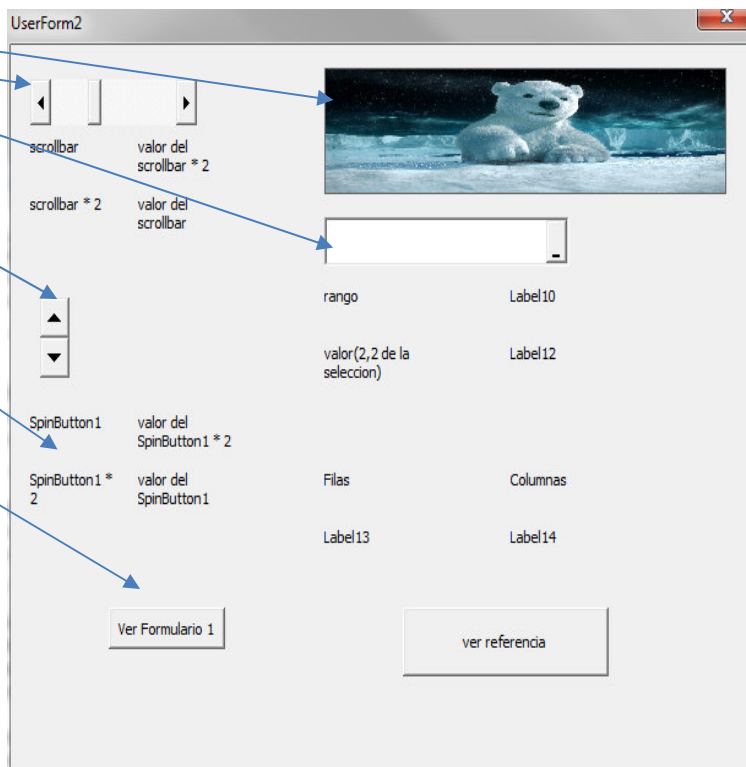 UserForm2
X
scrollbar
valor del
scrollbar * 2
scrollbar * 2
valor del
scrollbar
rango
Label10
valor(2,2 de la
seleccion)
Label12
SpinButton1
valor del
SpinButton1 * 2
SpinButton1 *
2
valor del
SpinButton1
Filas
Columnas
Label13
Label14
Ver Formulario 1
ver referencia